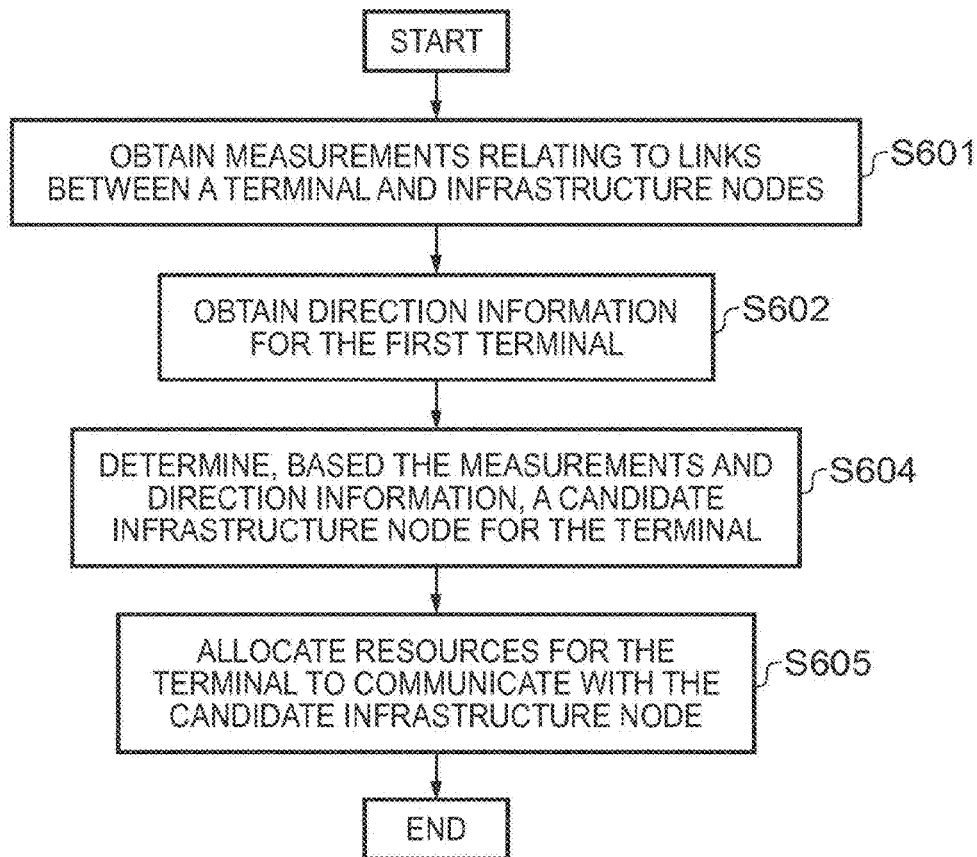 START
OBTAIN MEASUREMENTS RELATING TO LINKS
BETWEEN A TERMINAL AND INFRASTRUCTURE NODES
S601
OBTAIN DIRECTION INFORMATION
FOR THE FIRST TERMINAL
S602
DETERMINE, BASED THE MEASUREMENTS AND
DIRECTION INFORMATION, A CANDIDATE
INFRASTRUCTURE NODE FOR THE TERMINAL
S604
ALLOCATE RESOURCES FOR THE
TERMINAL TO COMMUNICATE WITH THE
CANDIDATE INFRASTRUCTURE NODE
S605
END